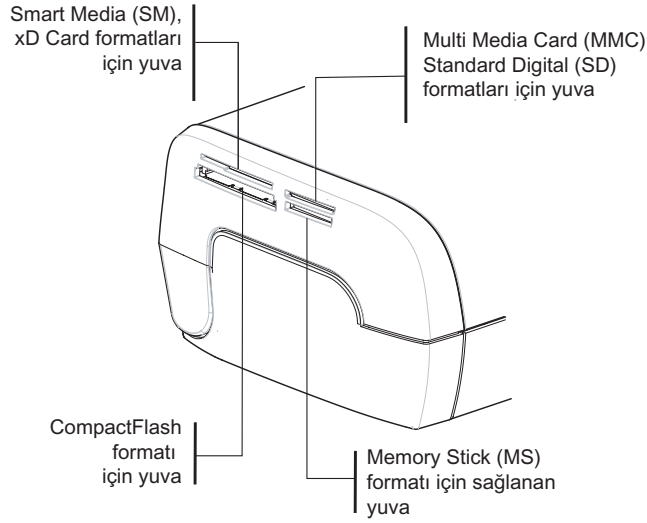 Smart Media (SM),
xD Card formatları
için yuva
Multi Media Card (MMC)
Standard Digital (SD)
formatları için yuva
CompactFlash
formatı
için yuva
Memory Stick (MS)
formatı için sağlanan
yuva